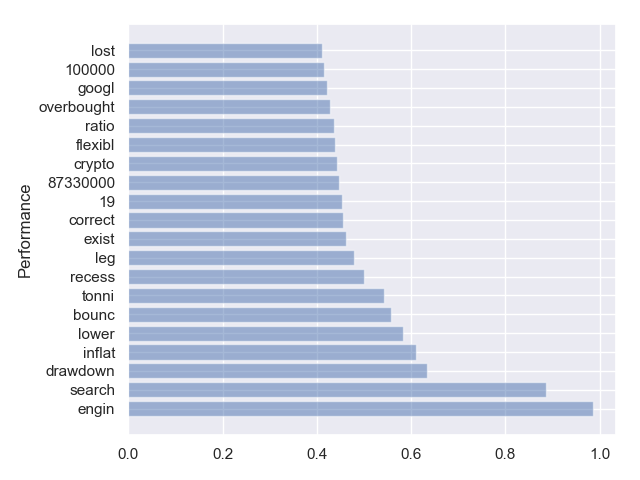 lost
100000
googl
overbought
ratio
flexibl
crypto
87330000
19
correct
exist
leg
recess
tonni
bounc
lower
inflat
drawdown
search
engin
Performance
0.0 0.2 0.4 0.6 0.8 1.0